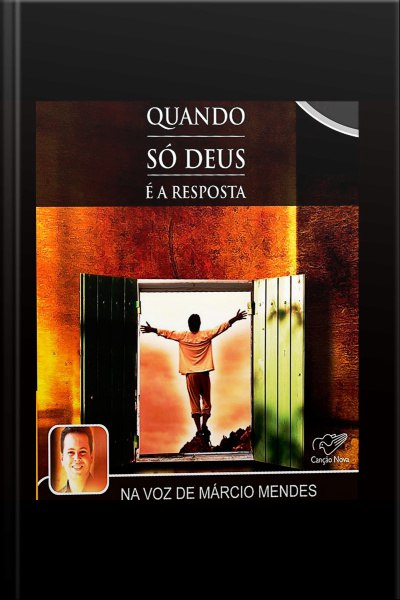 QUANDO
SÓ DEUS
É A RESPOSTA
Canção Nova
NA VOZ DE MÁRCIO MENDES